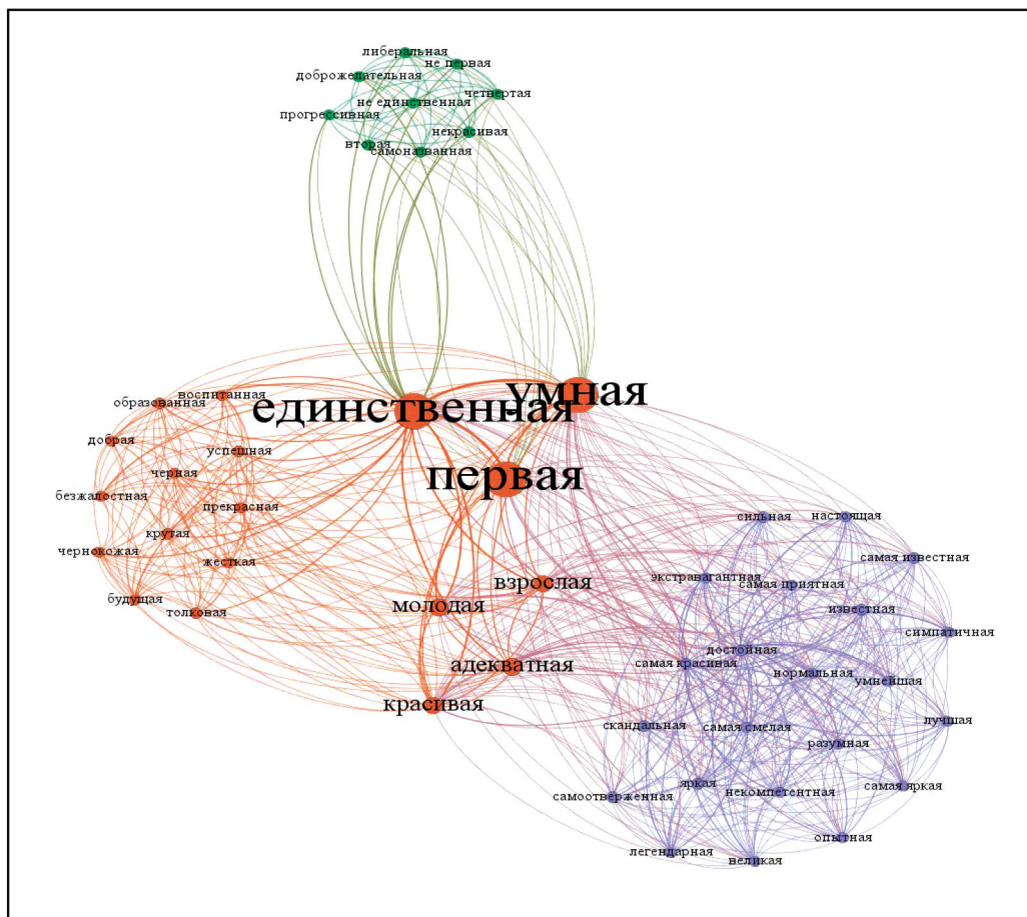 либеральная
не первая
доброжелательная
четвертая
не единственная
прогрессивная
некрасивая
вторая
самоназванная
умная
единственная
первая
воспитанная
образованная
добрая
успешная
черная
безжалостная
прекрасная
крутая
чернокожая
жесткая
будущая
толковая
взрослая
молодая
адекватная
красивая
сильная
настоящая
самая известная
экстравагантная
самая приятная
известная
симпатичная
достойная
самая красивая
нормальная
умнейшая
скандальная
самая смелая
лучшая
разумная
яркая
некомпетентная
самая яркая
самоотверженная
опытная
легендарная
великая